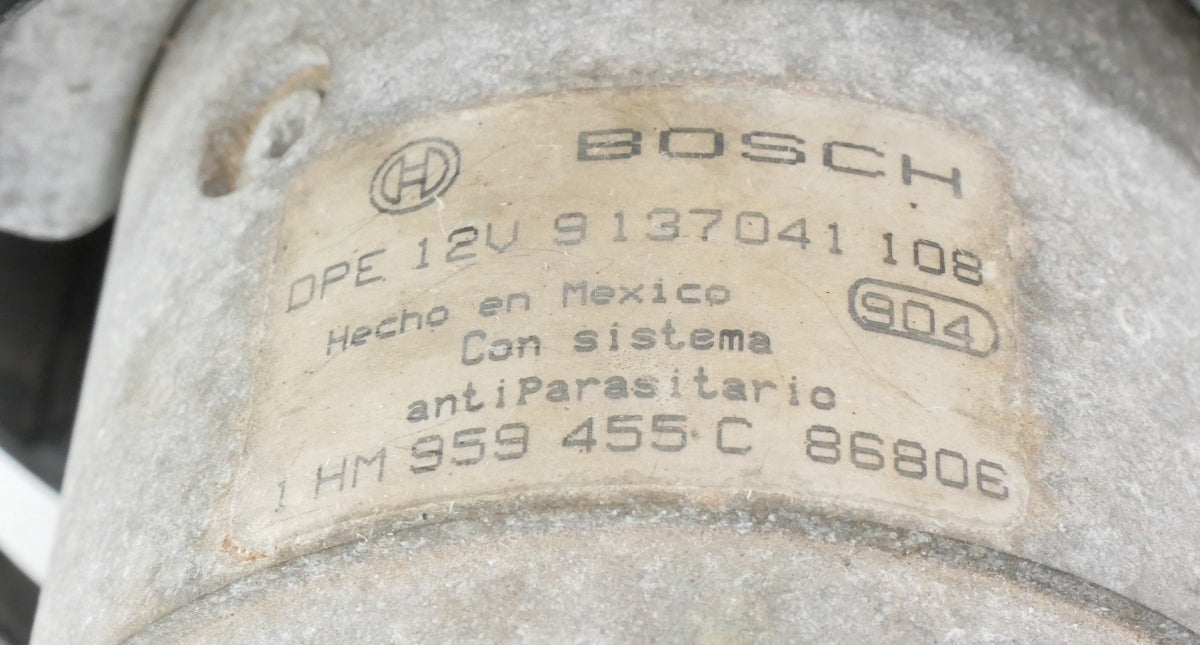 BOSCH
DPE 12V 9137041 108
Hecho en Mexico 904
Con sistema
antiparasitario
1 HM 959 455 C 86806